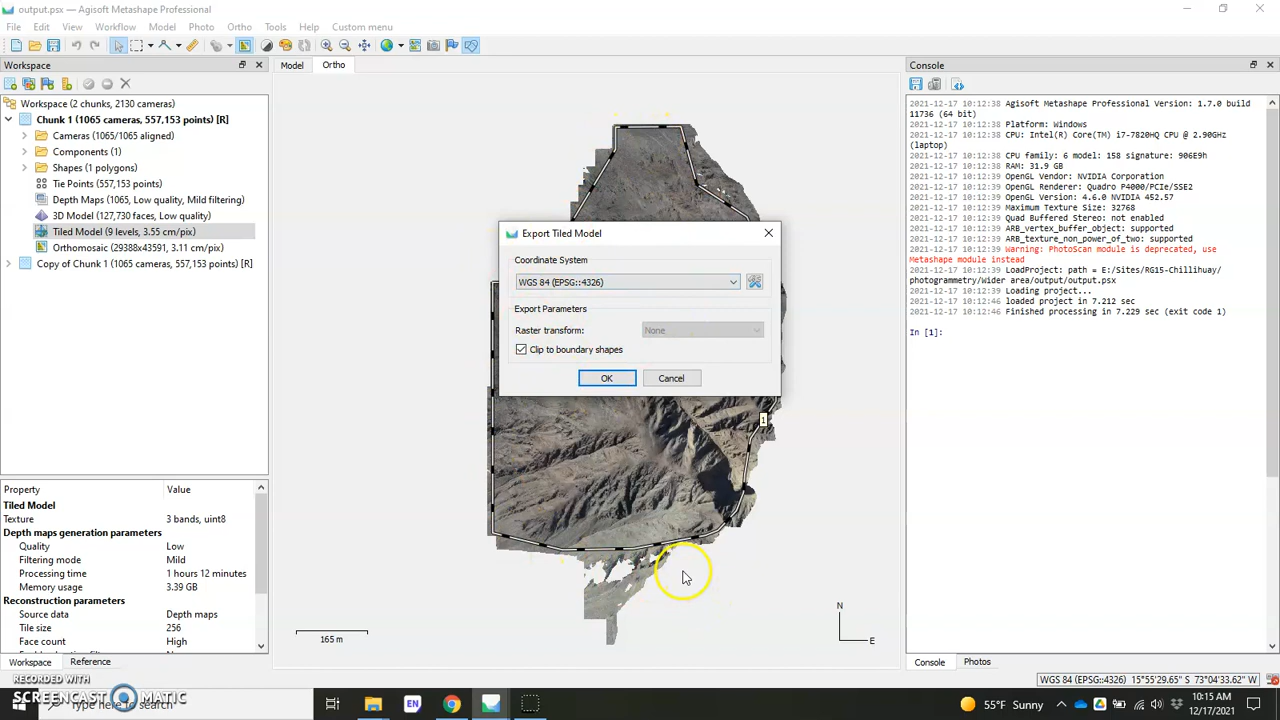 output.psx — Agisoft Metashape Professional
File Edit View Workflow Model Photo Ortho Tools Help Custom menu
Workspace
Model Ortho
Console
Workspace (2 chunks, 2130 cameras)
Chunk 1 (1065 cameras, 557,153 points) [R]
Cameras (1065/1065 aligned)
Components (1)
Shapes (1 polygons)
Tie Points (557,153 points)
Depth Maps (1065, Low quality, Mild filtering)
3D Model (127,730 faces, Low quality)
Tiled Model (9 levels, 3.55 cm/pix)
Orthomosaic (29388x43591, 3.11 cm/pix)
Copy of Chunk 1 (1065 cameras, 557,153 points) [R]
Export Tiled Model
Coordinate System
WGS 84 (EPSG::4326)
Export Parameters
Raster transform: None
Clip to boundary shapes
OK Cancel
1
165 m
N
E
2021-12-17 10:12:38 Agisoft Metashape Professional Version: 1.7.0 build
11736 (64 bit)
2021-12-17 10:12:38 Platform: Windows
2021-12-17 10:12:38 CPU: Intel(R) Core(TM) i7-7820HQ CPU @ 2.90GHz
(laptop)
2021-12-17 10:12:38 CPU family: 6 model: 158 signature: 906E9h
2021-12-17 10:12:38 RAM: 31.9 GB
2021-12-17 10:12:38 OpenGL Vendor: NVIDIA Corporation
2021-12-17 10:12:38 OpenGL Renderer: Quadro P4000/PCIe/SSE2
2021-12-17 10:12:38 OpenGL Version: 4.6.0 NVIDIA 452.57
2021-12-17 10:12:38 Maximum Texture Size: 32768
2021-12-17 10:12:38 Quad Buffered Stereo: not enabled
2021-12-17 10:12:38 ARB_vertex_buffer_object: supported
2021-12-17 10:12:38 ARB_texture_non_power_of_two: supported
2021-12-17 10:12:38 Warning: PhotoScan module is deprecated, use
Metashape module instead
2021-12-17 10:12:39 LoadProject: path = E:/Sites/RG15-Chillihuay/
photogrammetry/wider area/output/output.psx
2021-12-17 10:12:39 Loading project...
2021-12-17 10:12:46 loaded project in 7.212 sec
2021-12-17 10:12:46 Finished processing in 7.229 sec (exit code 1)
In [1]:
Property Value
Tiled Model
Texture 3 bands, uint8
Depth maps generation parameters
Quality Low
Filtering mode Mild
Processing time 1 hours 12 minutes
Memory usage 3.39 GB
Reconstruction parameters
Source data Depth maps
Tile size 256
Face count High
Workspace Reference
Console Photos
WGS 84 (EPSG::4326) 15°55'29.65" S 73°04'33.62" W
RECORDED WITH
SCREENCAST MATIC
Type here to search
EN
55°F Sunny
10:15 AM
12/17/2021